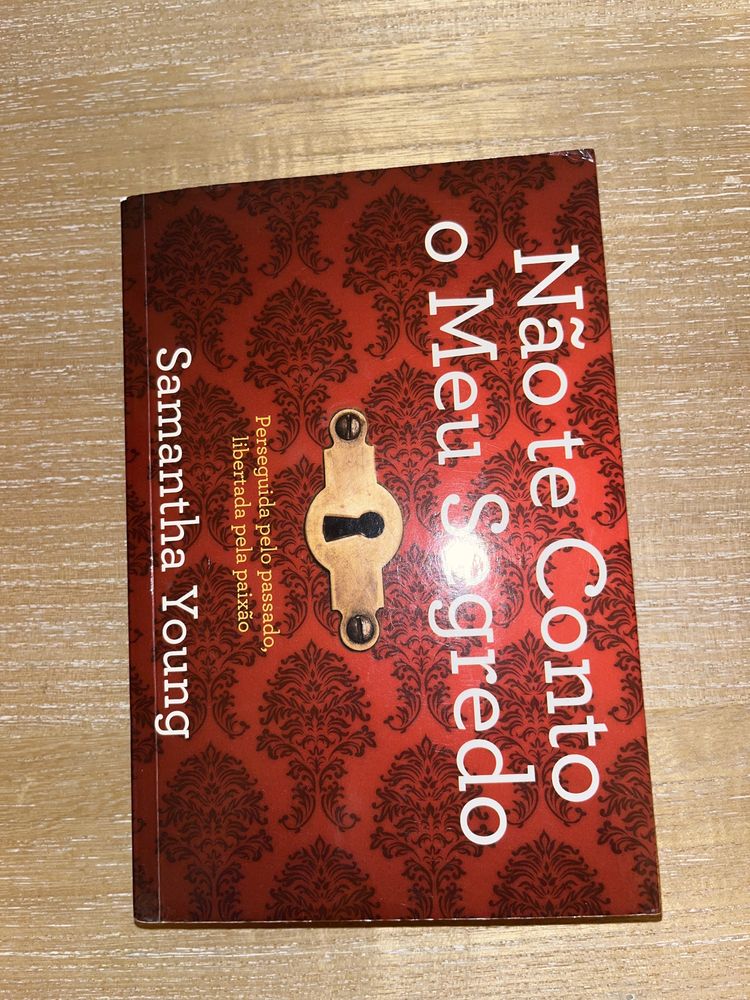 Não te Conto
o Meu Segredo
Perseguida pelo passado,
libertada pela paixão
Samantha Young